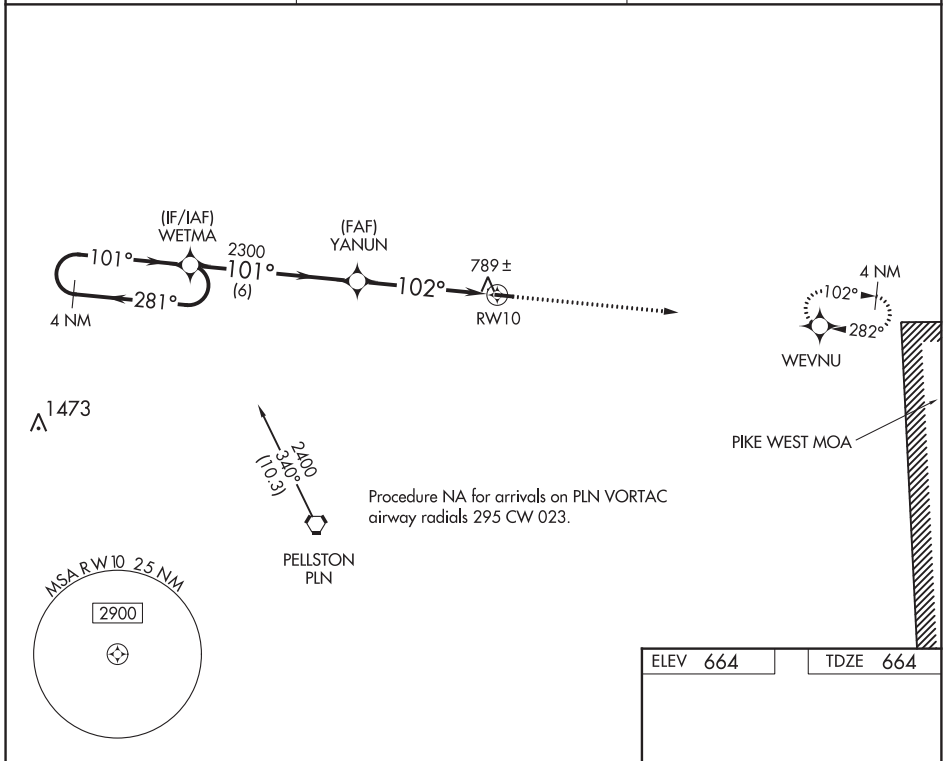 (IF/IAF)
WETMA
(FAF)
YANUN
2300
101°
101°
(6)
281°
4 NM
102°
789 ±
RW10
4 NM
102°
282°
WEVNU
1473
PIKE WEST MOA
2400
340°
(10.3)
Procedure NA for arrivals on PLN VORTAC
airway radials 295 CW 023.
PELLSTON
PLN
MSA RW10 25 NM
2900
ELEV 664
TDZE 664